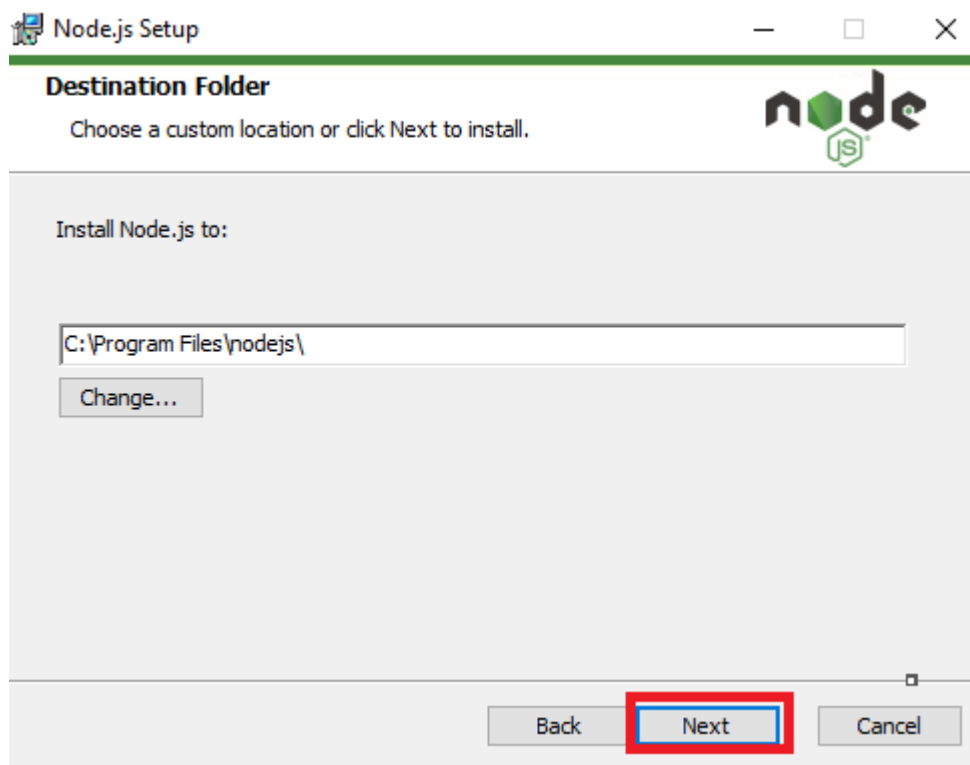 Node.js Setup
Destination Folder
Choose a custom location or click Next to install.
node
JS
Install Node.js to:
C:\Program Files\nodejs\
Change...
Back Next Cancel